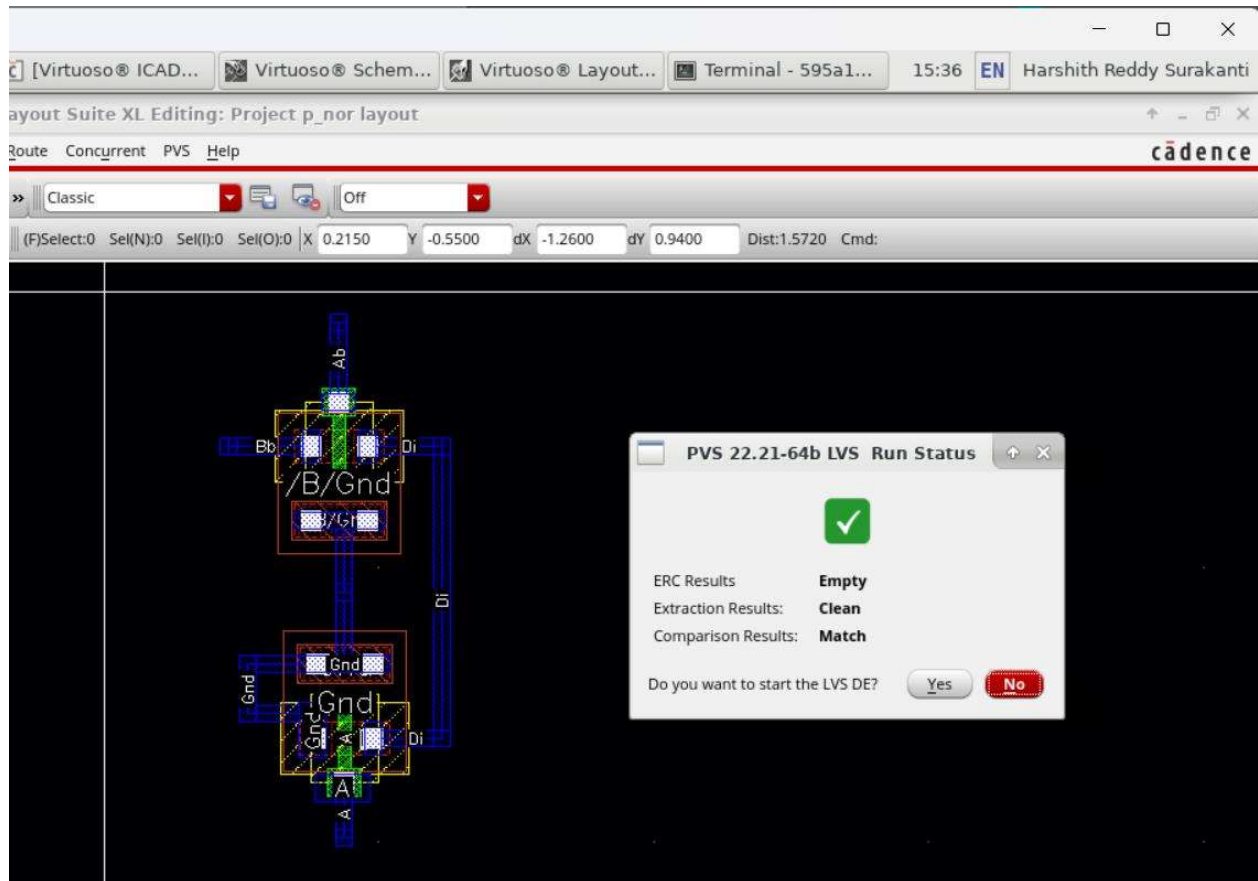 [Virtuoso® ICAD... Virtuoso® Schem... Virtuoso® Layout... Terminal - 595a1... 15:36 EN Harshith Reddy Surakanti
ayout Suite XL Editing: Project p_nor layout
Route Concurrent PVS Help cādence
» Classic Off
(F)Select:0 Sel(N):0 Sel(I):0 Sel(O):0 X 0.2150 Y -0.5500 dX -1.2600 dY 0.9400 Dist:1.5720 Cmd:
Ab
Bb Di
/B/Gnd
Di
Gnd
Gnd
Gnd
Gnd
A
Di
A
A
PVS 22.21-64b LVS Run Status
ERC Results Empty
Extraction Results: Clean
Comparison Results: Match
Do you want to start the LVS DE? Yes No